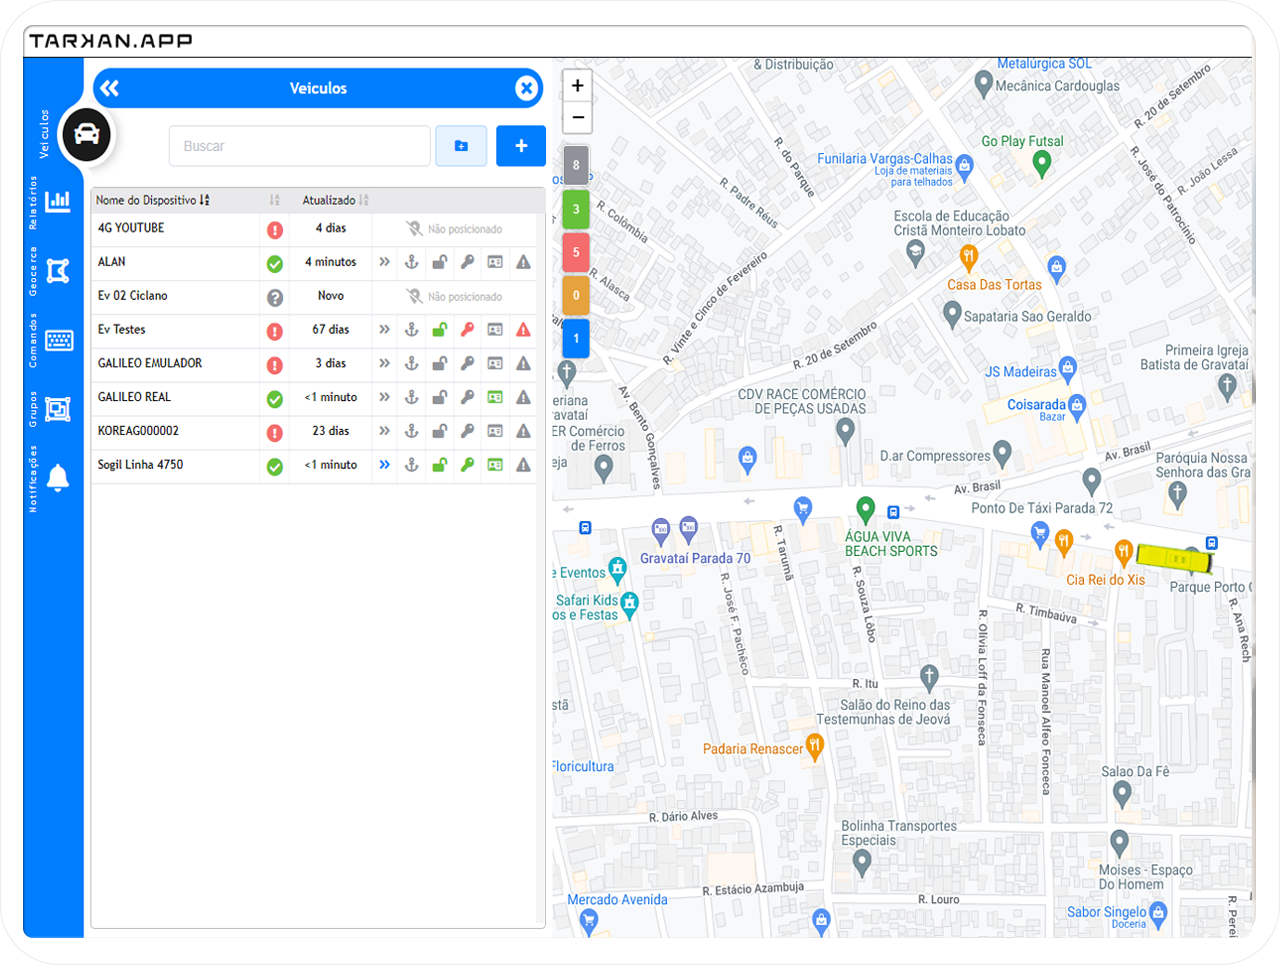 TARKAN.APP
Veiculos
Relatórios
Geocerca
Comandos
Grupos
Notificações
Veiculos
Buscar
Nome do Dispositivo
Atualizado
4G YOUTUBE
4 dias
Não posicionado
ALAN
4 minutos
Ev 02 Ciclano
Novo
Não posicionado
Ev Testes
67 dias
GALILEO EMULADOR
3 dias
GALILEO REAL
<1 minuto
KOREAG000002
23 dias
Sogil Linha 4750
<1 minuto
+
−
8
3
5
0
1
& Distribuição
Metalúrgica SOL
Mecânica Cardouglas
R. 20 de Setembro
Go Play Futsal
R. do Parque
Funilaria Vargas-Calhas
Loja de materiais
para telhados
R. João Lessa
R. José do Patrocínio
R. Padre Réus
R. Colômbia
Escola de Educação
Cristã Monteiro Lobato
R. Alasca
R. Vinte e Cinco de Fevereiro
Casa Das Tortas
Sapataria Sao Geraldo
R. 20 de Setembro
Primeira Igreja
Batista de Gravataí
JS Madeiras
Av. Bento Gonçalves
CDV RACE COMÉRCIO
DE PEÇAS USADAS
Coisarada
Bazar
eriana
ravataí
ER Comércio
de Ferros
eja
D.ar Compressores
Av. Brasil
Av. Brasil
Paróquia Nossa
Senhora das Gra
Ponto De Táxi Parada 72
ÁGUA VIVA
BEACH SPORTS
Gravataí Parada 70
R. Tarumã
Cia Rei do Xis
Parque Porto
e Eventos
Safari Kids
os e Festas
R. José F. Pachêco
R. Souza Lôbo
R. Timbaúva
R. Olívia Loff da Fonseca
R. Ana Rech
Rua Manoel Alfeo Fonceca
R. Itu
stã
Salão do Reino das
Testemunhas de Jeová
Padaria Renascer
Floricultura
Salao Da Fê
R. Dário Alves
Bolinha Transportes
Especiais
Moises - Espaço
Do Homem
R. Estácio Azambuja
Mercado Avenida
R. Louro
Sabor Singelo
Doceria
R. Perei